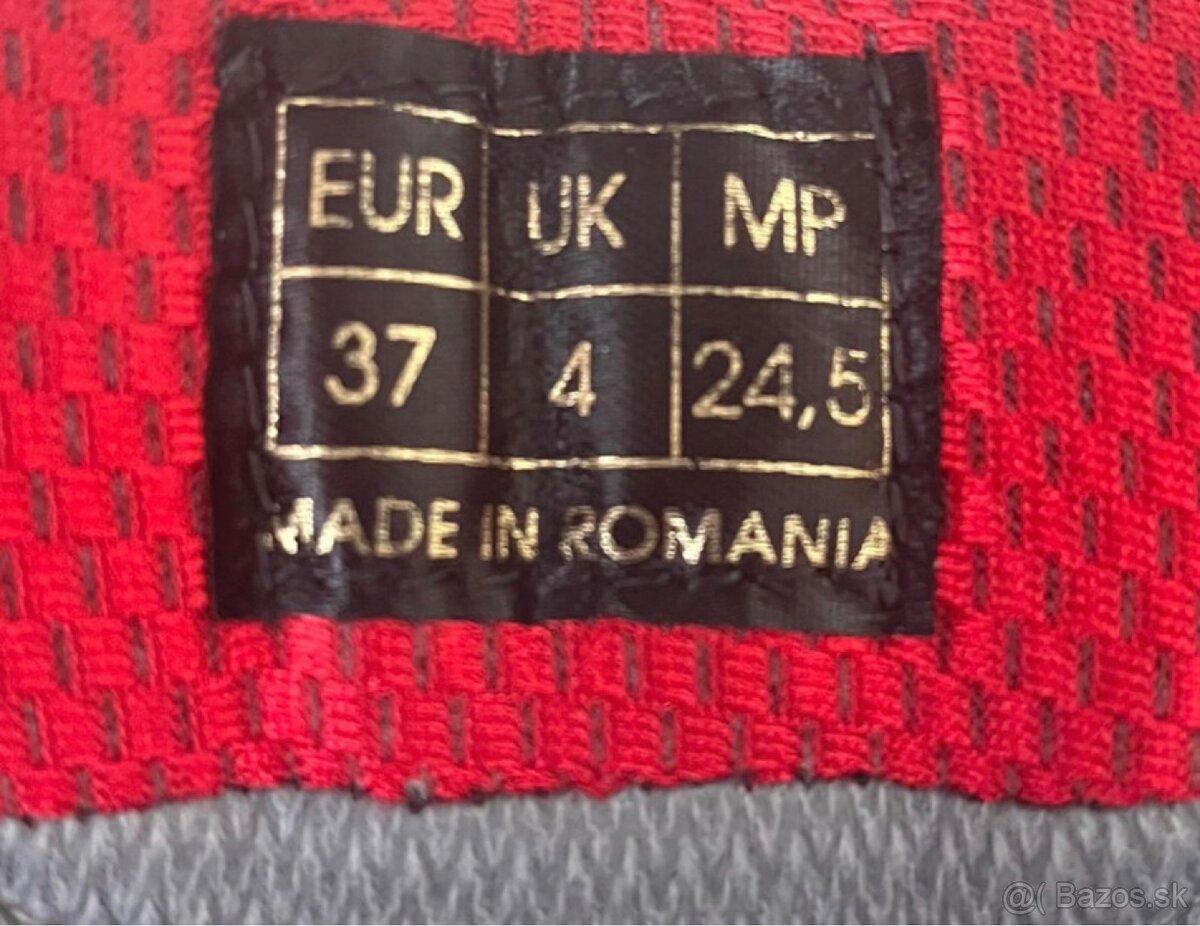 EUR UK MP
37 4 24,5
MADE IN ROMANIA
@( Bazos.sk